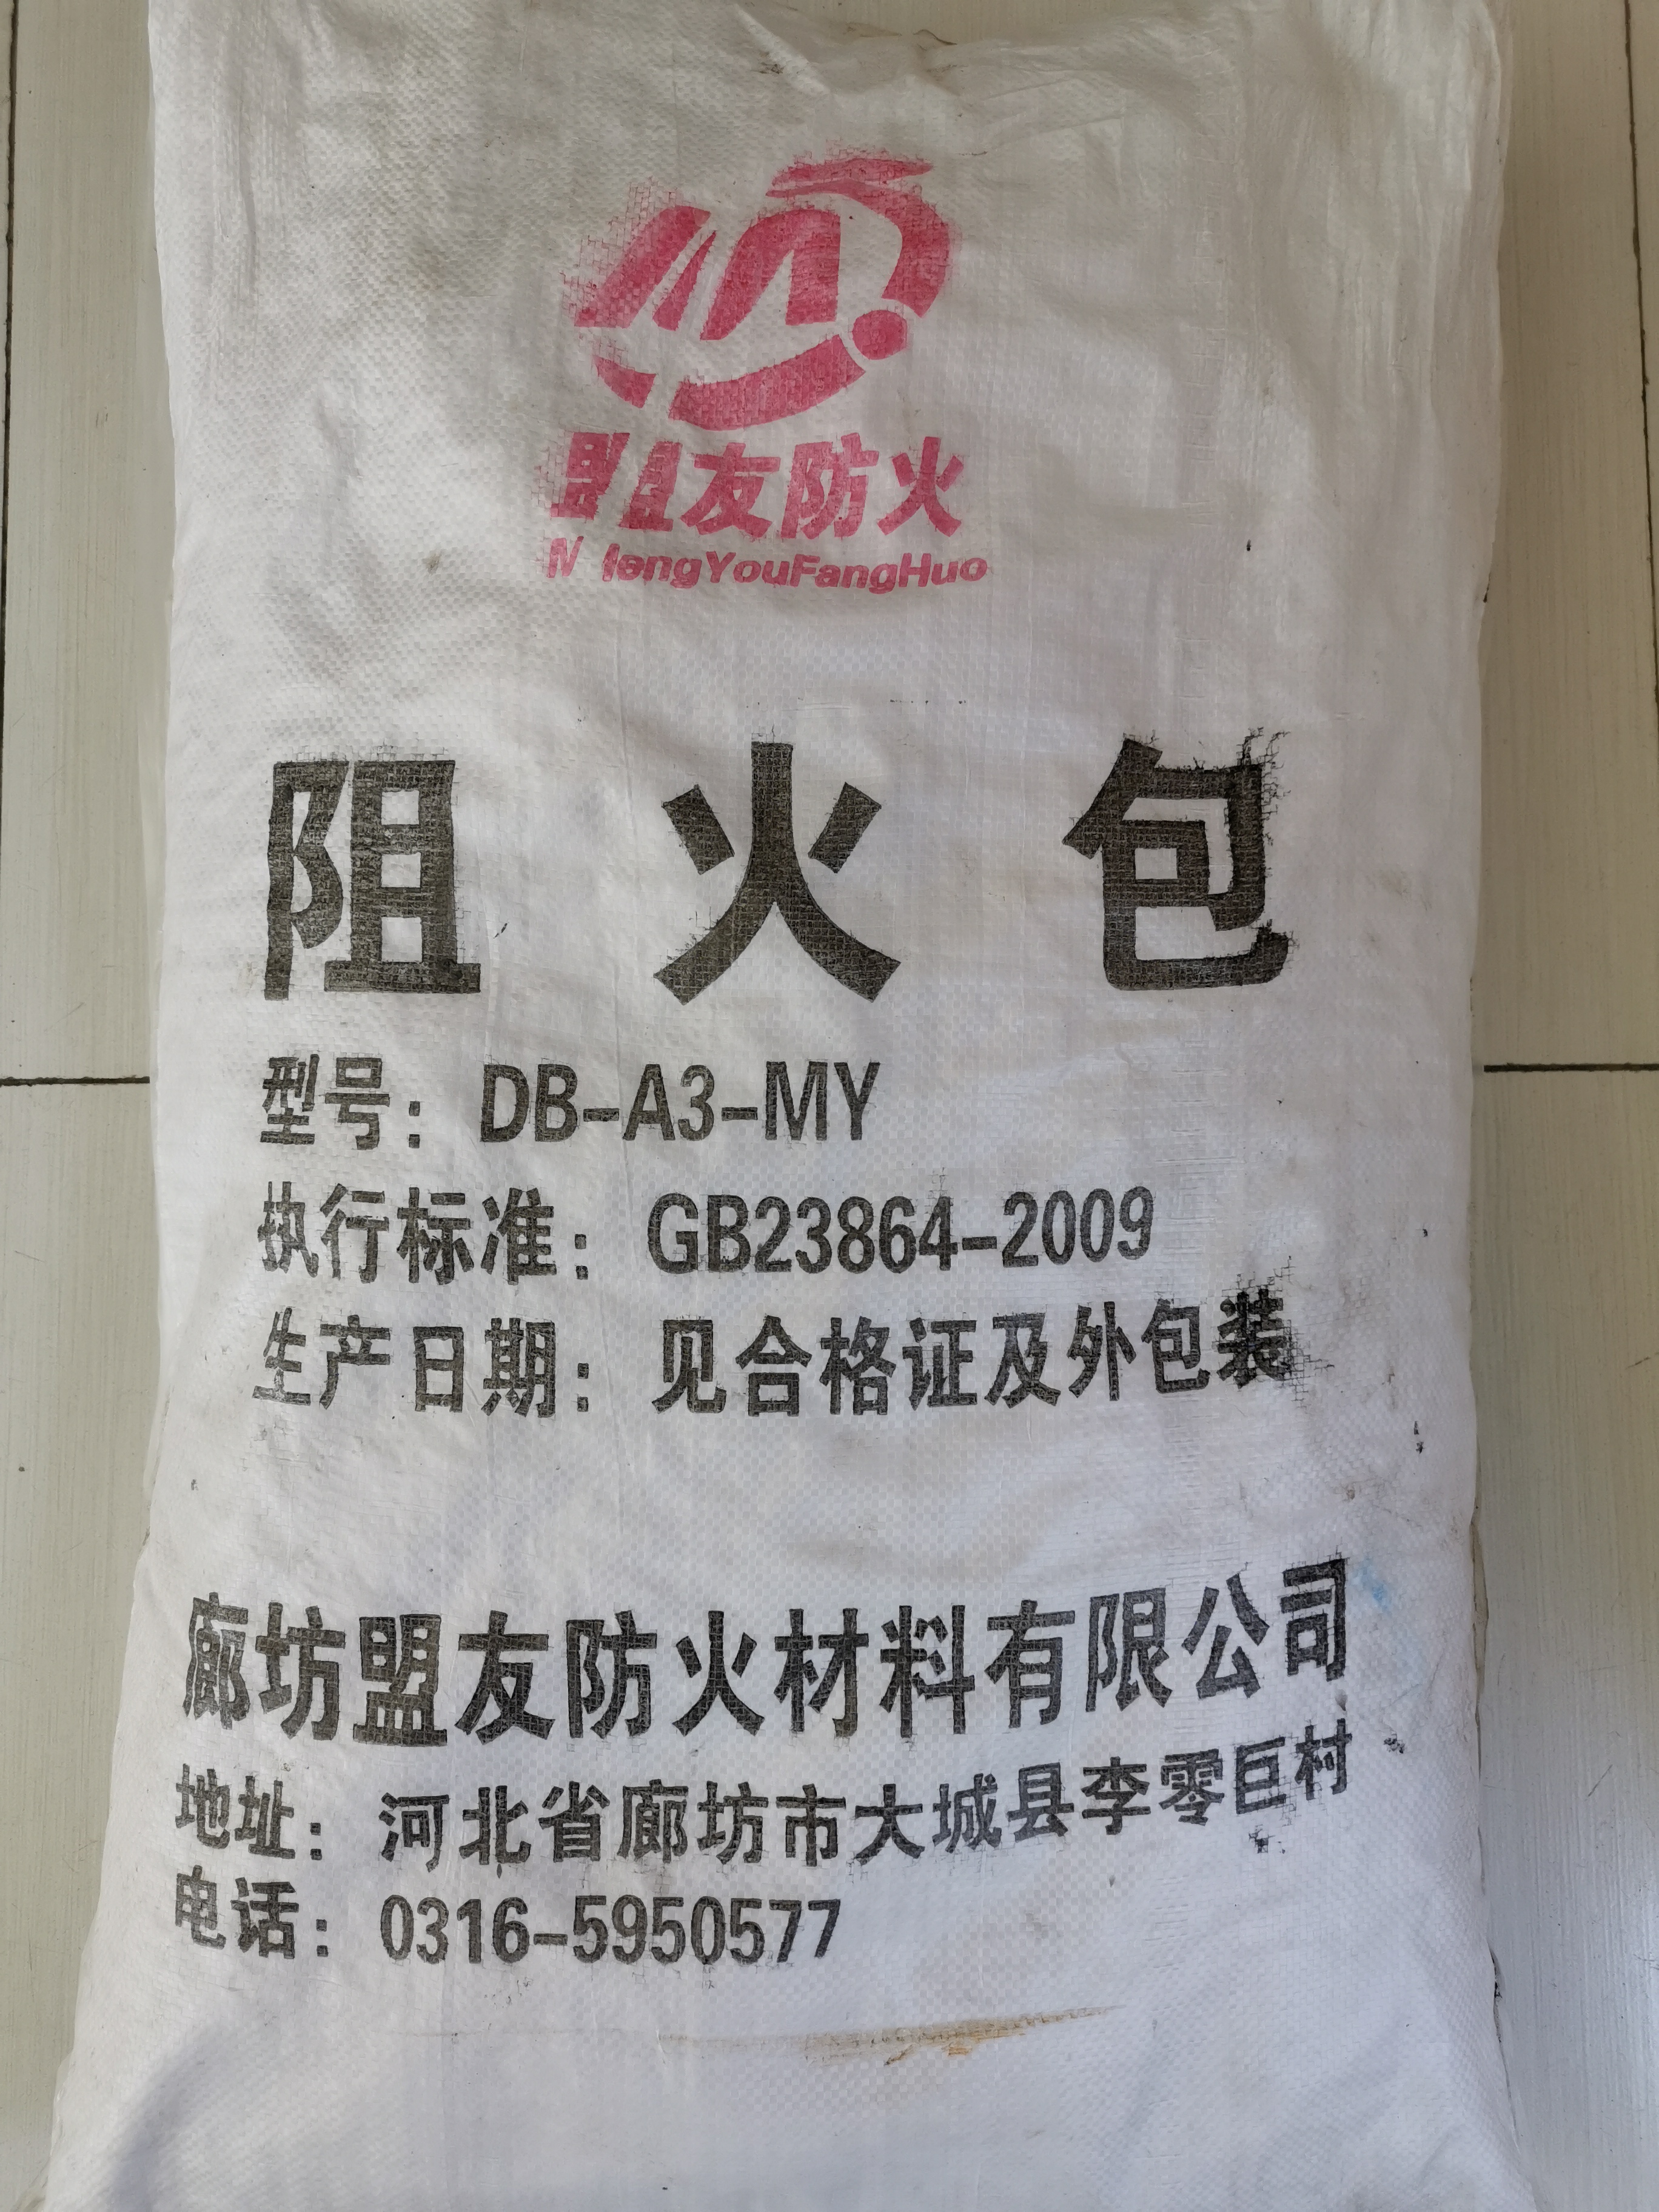 盟友防火
MengYouFangHuo
阻火包
型号：DB-A3-MY
执行标准：GB23864-2009
生产日期：见合格证及外包装
廊坊盟友防火材料有限公司
地址：河北省廊坊市大城县李零巨村
电话：0316-5950577